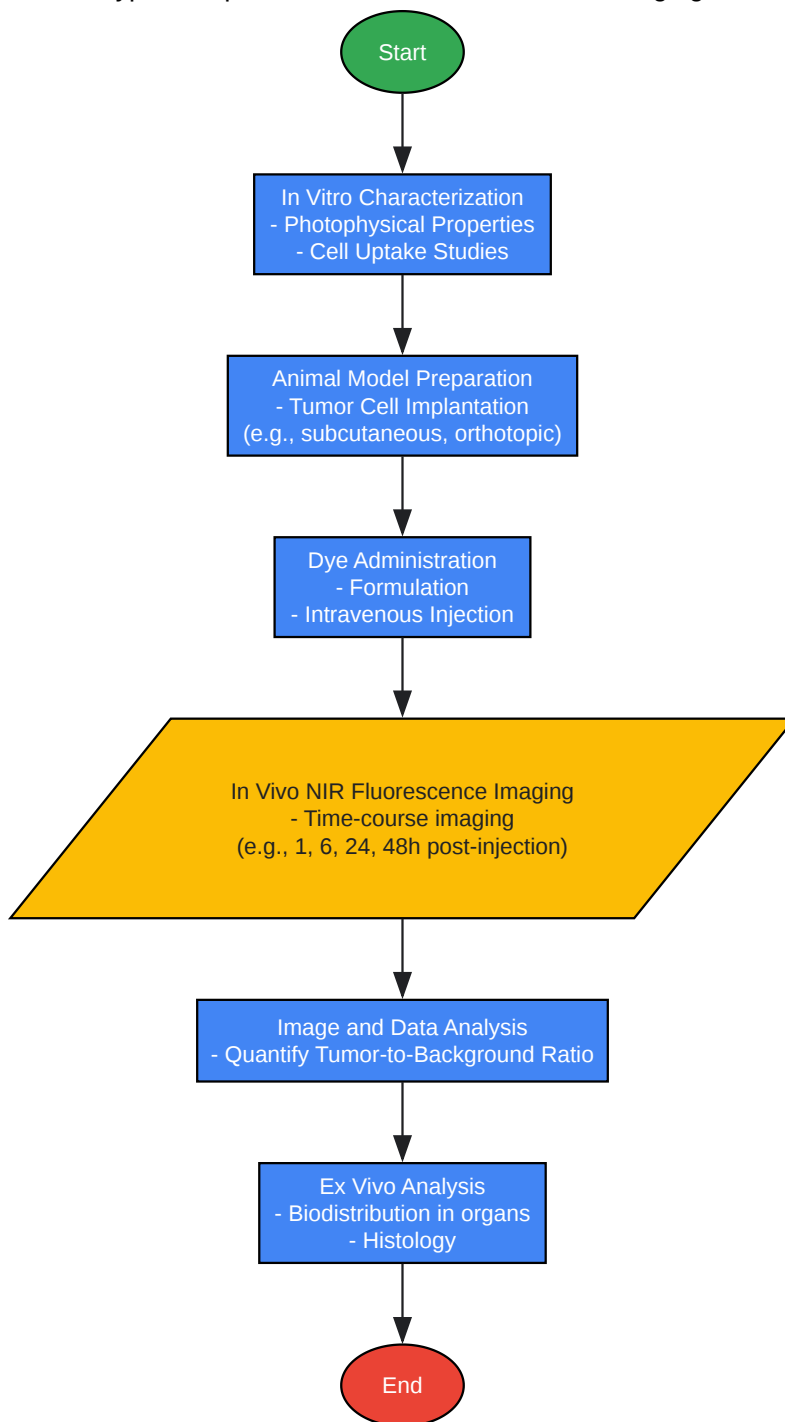 Start
In Vitro Characterization
- Photophysical Properties
- Cell Uptake Studies
Animal Model Preparation
- Tumor Cell Implantation
(e.g., subcutaneous, orthotopic)
Dye Administration
- Formulation
- Intravenous Injection
In Vivo NIR Fluorescence Imaging
- Time-course imaging
(e.g., 1, 6, 24, 48h post-injection)
Image and Data Analysis
- Quantify Tumor-to-Background Ratio
Ex Vivo Analysis
- Biodistribution in organs
- Histology
End